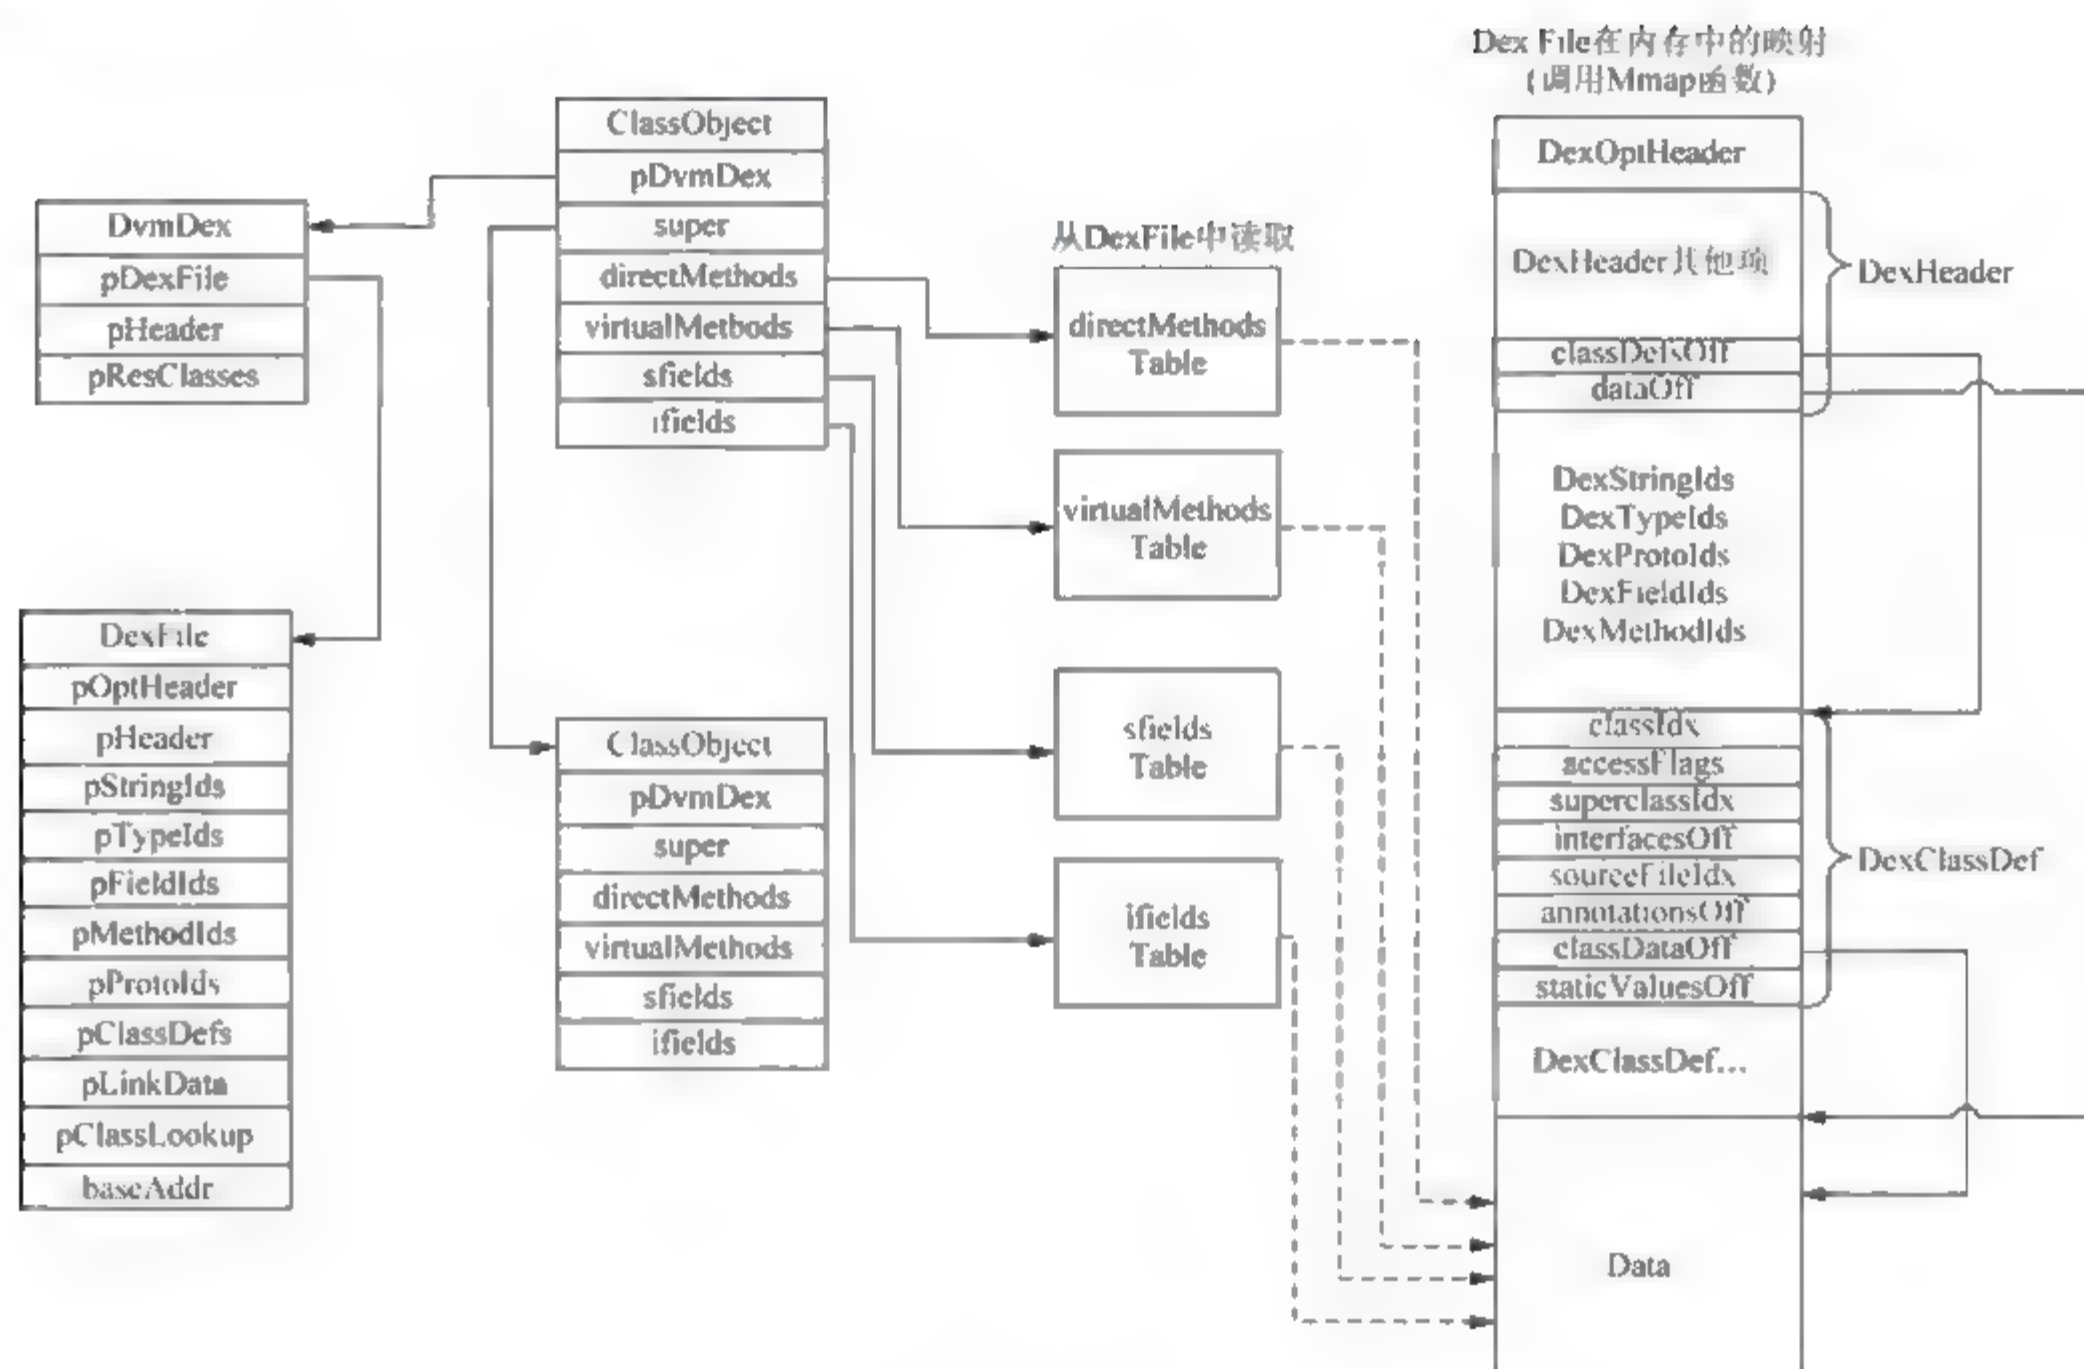 DvmDex
pDexFile
pHeader
pResClasses
DexFile
pOptHeader
pHeader
pStringIds
pTypeIds
pFieldIds
pMethodIds
pProtoIds
pClassDefs
pLinkData
pClassLookup
baseAddr
ClassObject
pDvmDex
super
directMethods
virtualMetbods
sfields
ifields
ClassObject
pDvmDex
super
directMethods
virtualMethods
sfields
ifields
从DexFile中读取
directMethods
Table
virtualMethods
Table
sfields
Table
ifields
Table
Dex File在内存中的映射
(调用Mmap函数)
DexOptHeader
DexHeader其他项
classDefsOff
dataOff
DexHeader
DexStringIds
DexTypeIds
DexProtoIds
DexFieldIds
DexMethodIds
classIdx
accessFlags
superclassIdx
interfacesOff
sourceFileIdx
annotationsOff
classDataOff
staticValuesOff
DexClassDef
DexClassDef...
Data